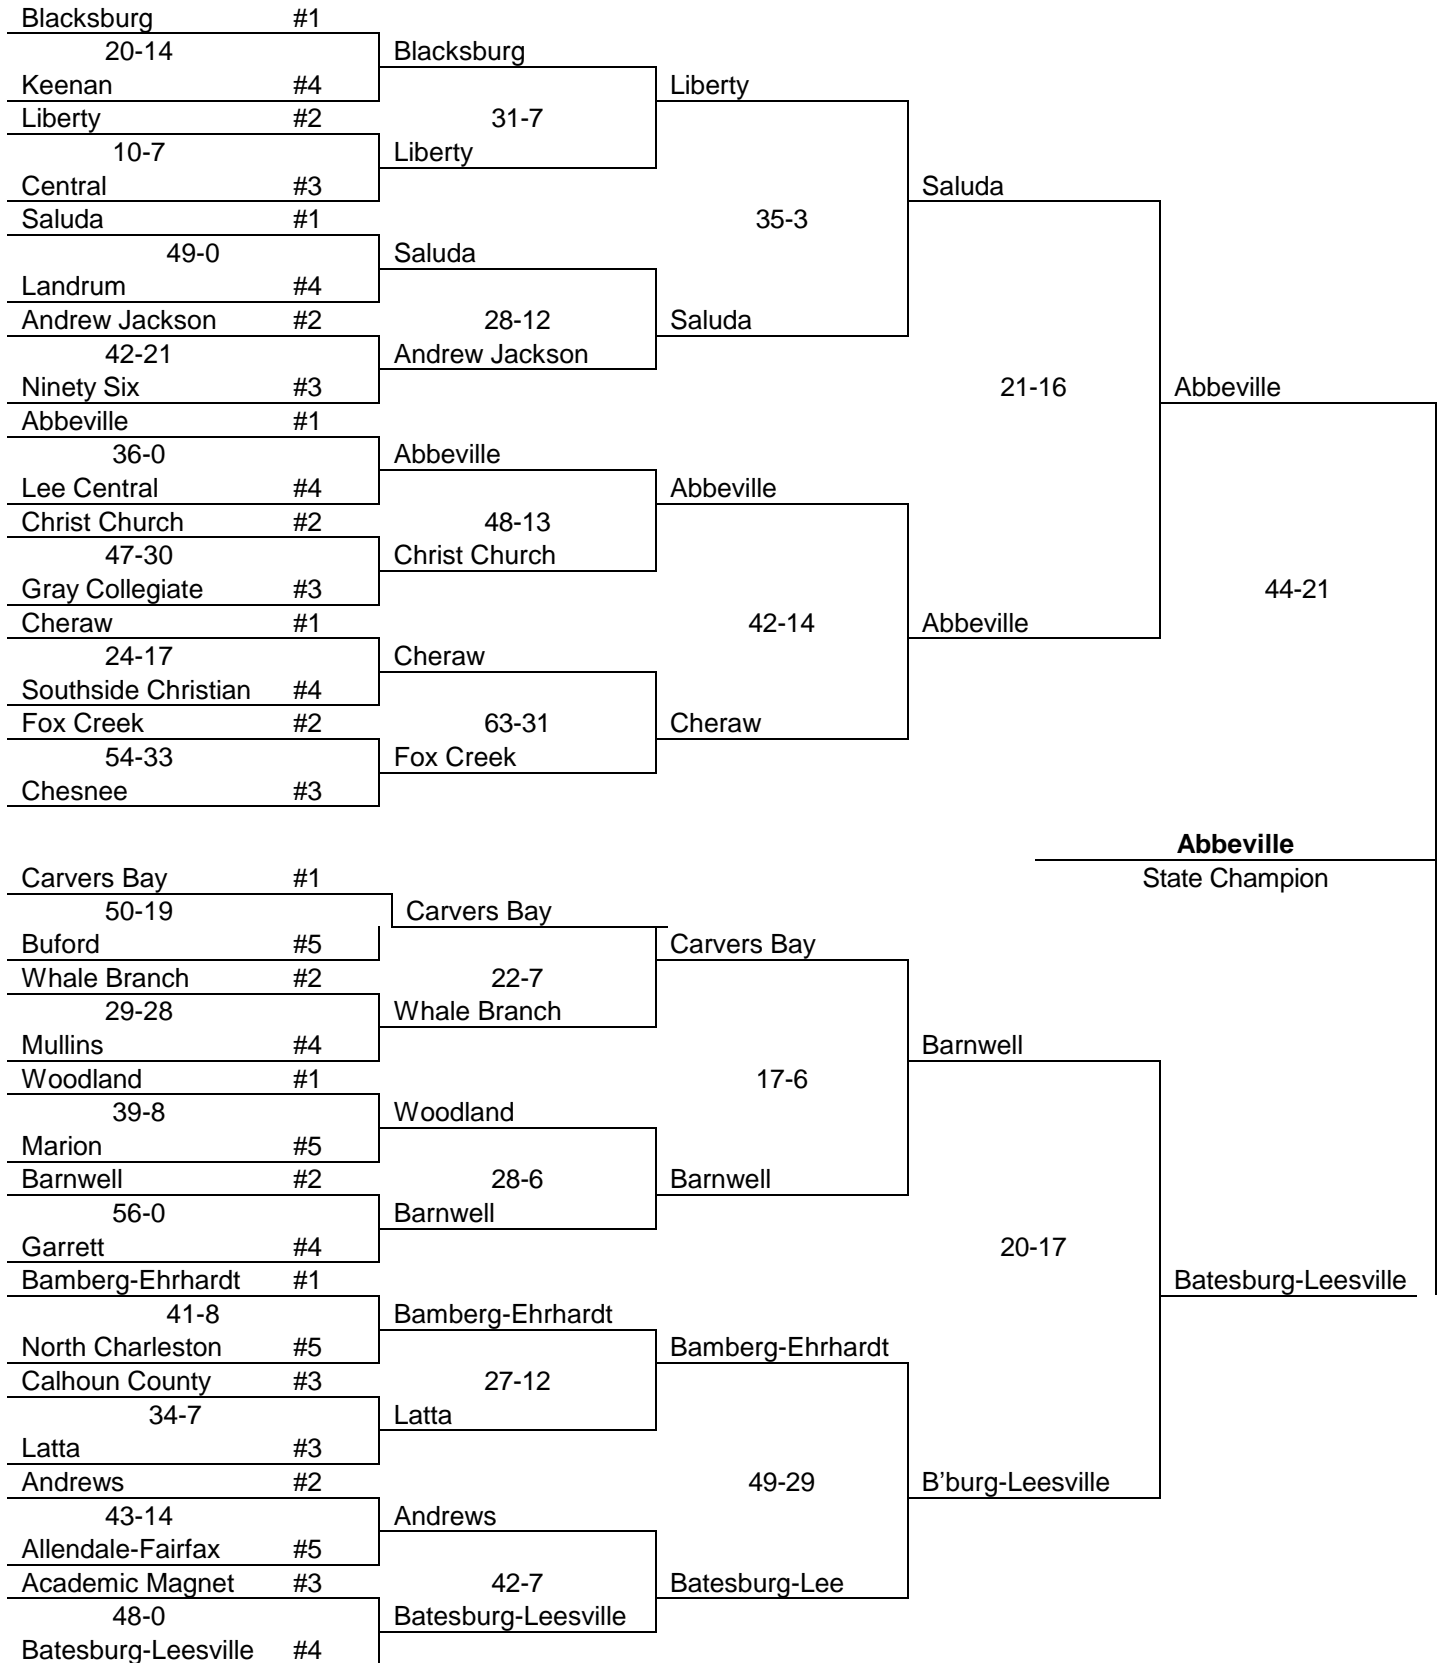 Blacksburg #1
20-14 Blacksburg
Keenan #4 Liberty
Liberty #2 31-7
10-7 Liberty
Central #3 Saluda
Saluda #1 35-3
49-0 Saluda
Landrum #4
Andrew Jackson #2 28-12 Saluda
42-21 Andrew Jackson
Ninety Six #3 21-16 Abbeville
Abbeville #1
36-0 Abbeville
Lee Central #4 Abbeville
Christ Church #2 48-13
47-30 Christ Church
Gray Collegiate #3 44-21
Cheraw #1 42-14 Abbeville
24-17 Cheraw
Southside Christian #4
Fox Creek #2 63-31 Cheraw
54-33 Fox Creek
Chesnee #3
Abbeville
Carvers Bay #1 State Champion
50-19 Carvers Bay
Buford #5 Carvers Bay
Whale Branch #2 22-7
29-28 Whale Branch
Mullins #4 Barnwell
Woodland #1 17-6
39-8 Woodland
Marion #5
Barnwell #2 28-6 Barnwell
56-0 Barnwell
Garrett #4 20-17
Bamberg-Ehrhardt #1 Batesburg-Leesville
41-8 Bamberg-Ehrhardt
North Charleston #5 Bamberg-Ehrhardt
Calhoun County #3 27-12
34-7 Latta
Latta #3
Andrews #2 49-29 B’burg-Leesville
43-14 Andrews
Allendale-Fairfax #5
Academic Magnet #3 42-7 Batesburg-Lee
48-0 Batesburg-Leesville
Batesburg-Leesville #4